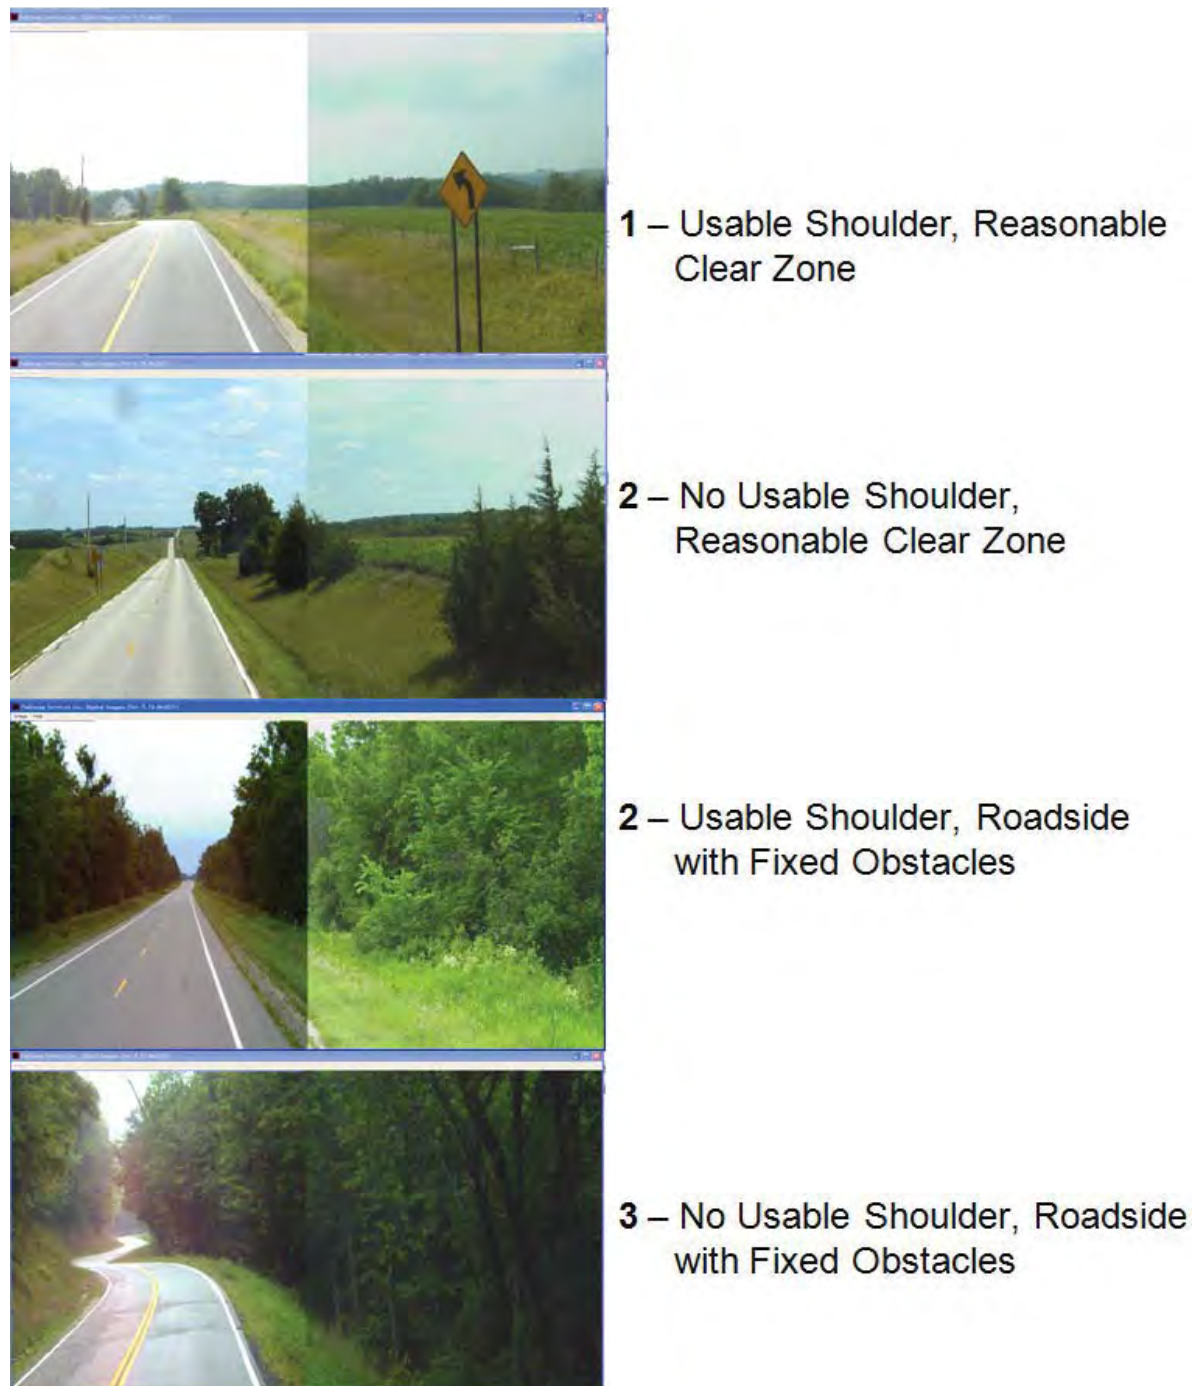 1 – Usable Shoulder, Reasonable
Clear Zone
2 – No Usable Shoulder,
Reasonable Clear Zone
2 – Usable Shoulder, Roadside
with Fixed Obstacles
3 – No Usable Shoulder, Roadside
with Fixed Obstacles